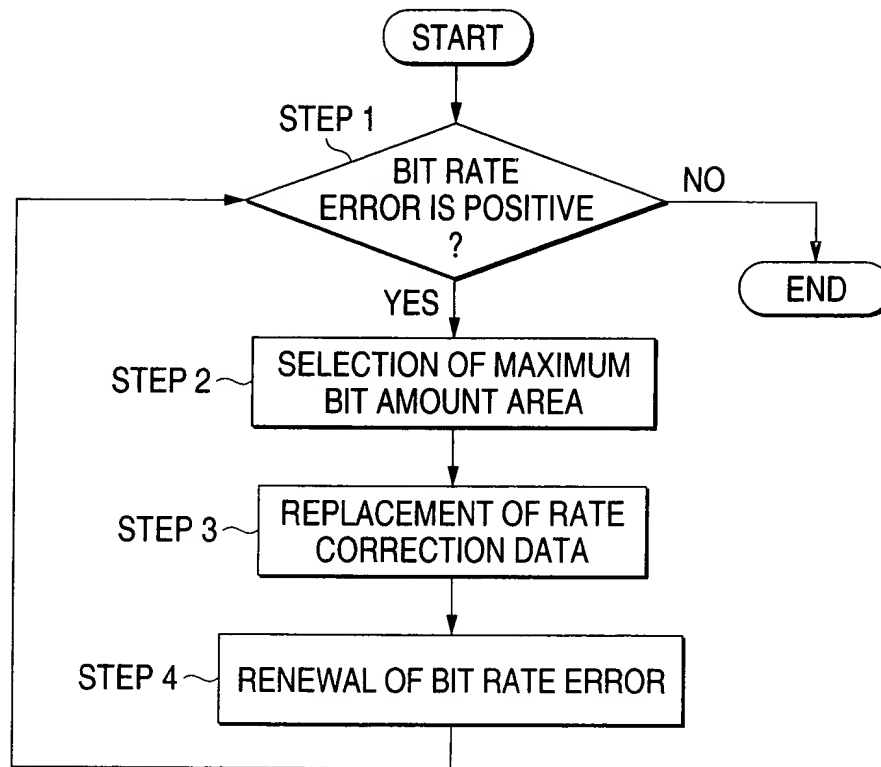 START
STEP 1
BIT RATE
ERROR IS POSITIVE
?
NO
END
YES
STEP 2
SELECTION OF MAXIMUM
BIT AMOUNT AREA
STEP 3
REPLACEMENT OF RATE
CORRECTION DATA
STEP 4
RENEWAL OF BIT RATE ERROR